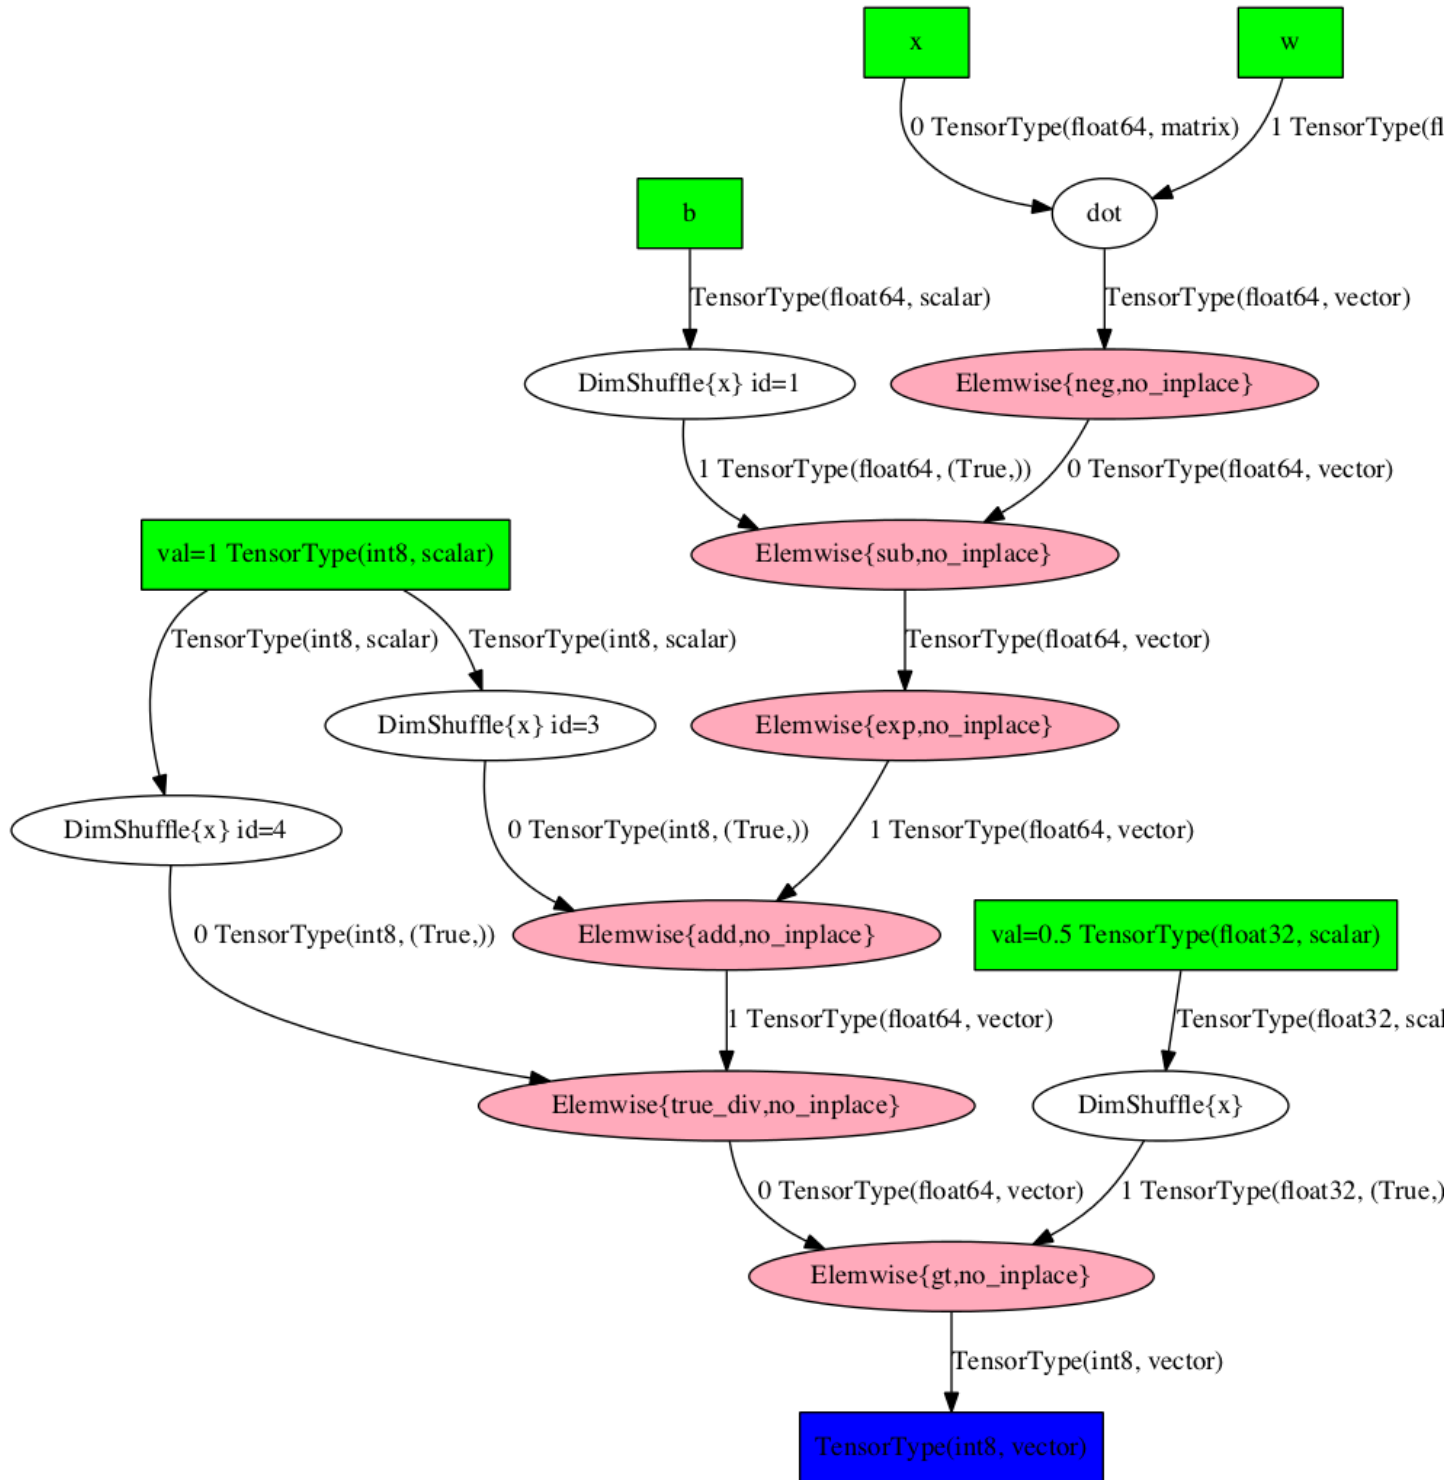 x
w
0 TensorType(float64, matrix)
1 TensorType(fl
b
dot
TensorType(float64, scalar)
TensorType(float64, vector)
DimShuffle{x} id=1
Elemwise{neg,no_inplace}
1 TensorType(float64, (True,))
0 TensorType(float64, vector)
val=1 TensorType(int8, scalar)
Elemwise{sub,no_inplace}
TensorType(int8, scalar)
TensorType(int8, scalar)
TensorType(float64, vector)
DimShuffle{x} id=3
Elemwise{exp,no_inplace}
DimShuffle{x} id=4
0 TensorType(int8, (True,))
1 TensorType(float64, vector)
0 TensorType(int8, (True,))
Elemwise{add,no_inplace}
val=0.5 TensorType(float32, scalar)
1 TensorType(float64, vector)
TensorType(float32, scal
Elemwise{true_div,no_inplace}
DimShuffle{x}
0 TensorType(float64, vector)
1 TensorType(float32, (True,)
Elemwise{gt,no_inplace}
TensorType(int8, vector)
TensorType(int8, vector)